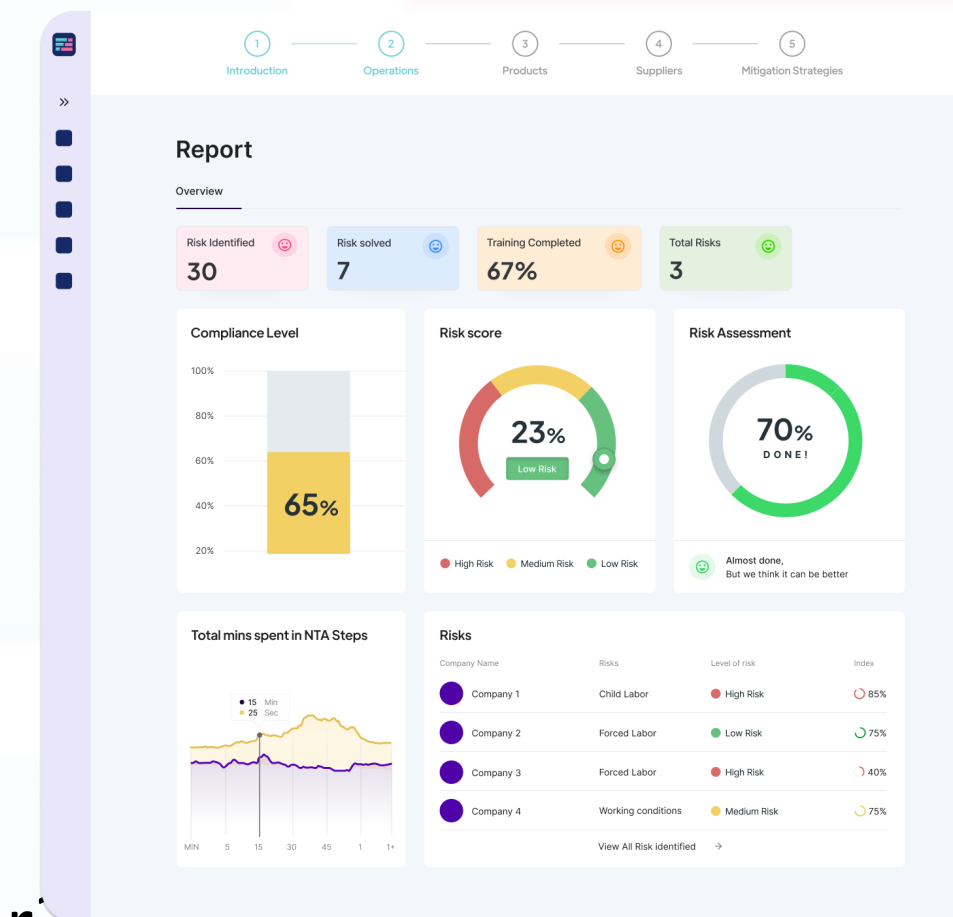 1
2
3
4
5
Introduction
Operations
Products
Suppliers
Mitigation Strategies
Report
Overview
Risk Identified
30
Risk solved
7
Training Completed
67%
Total Risks
3
Compliance Level
100%
80%
60%
40%
20%
65%
Risk score
23%
Low Risk
High Risk
Medium Risk
Low Risk
Risk Assessment
70%
DONE!
Almost done,
But we think it can be better
Total mins spent in NTA Steps
15 Min
25 Sec
MIN 5 15 30 45 1 1+
Risks
Company Name Risks Level of risk Index
Company 1 Child Labor High Risk 85%
Company 2 Forced Labor Low Risk 75%
Company 3 Forced Labor High Risk 40%
Company 4 Working conditions Medium Risk 75%
View All Risk identified